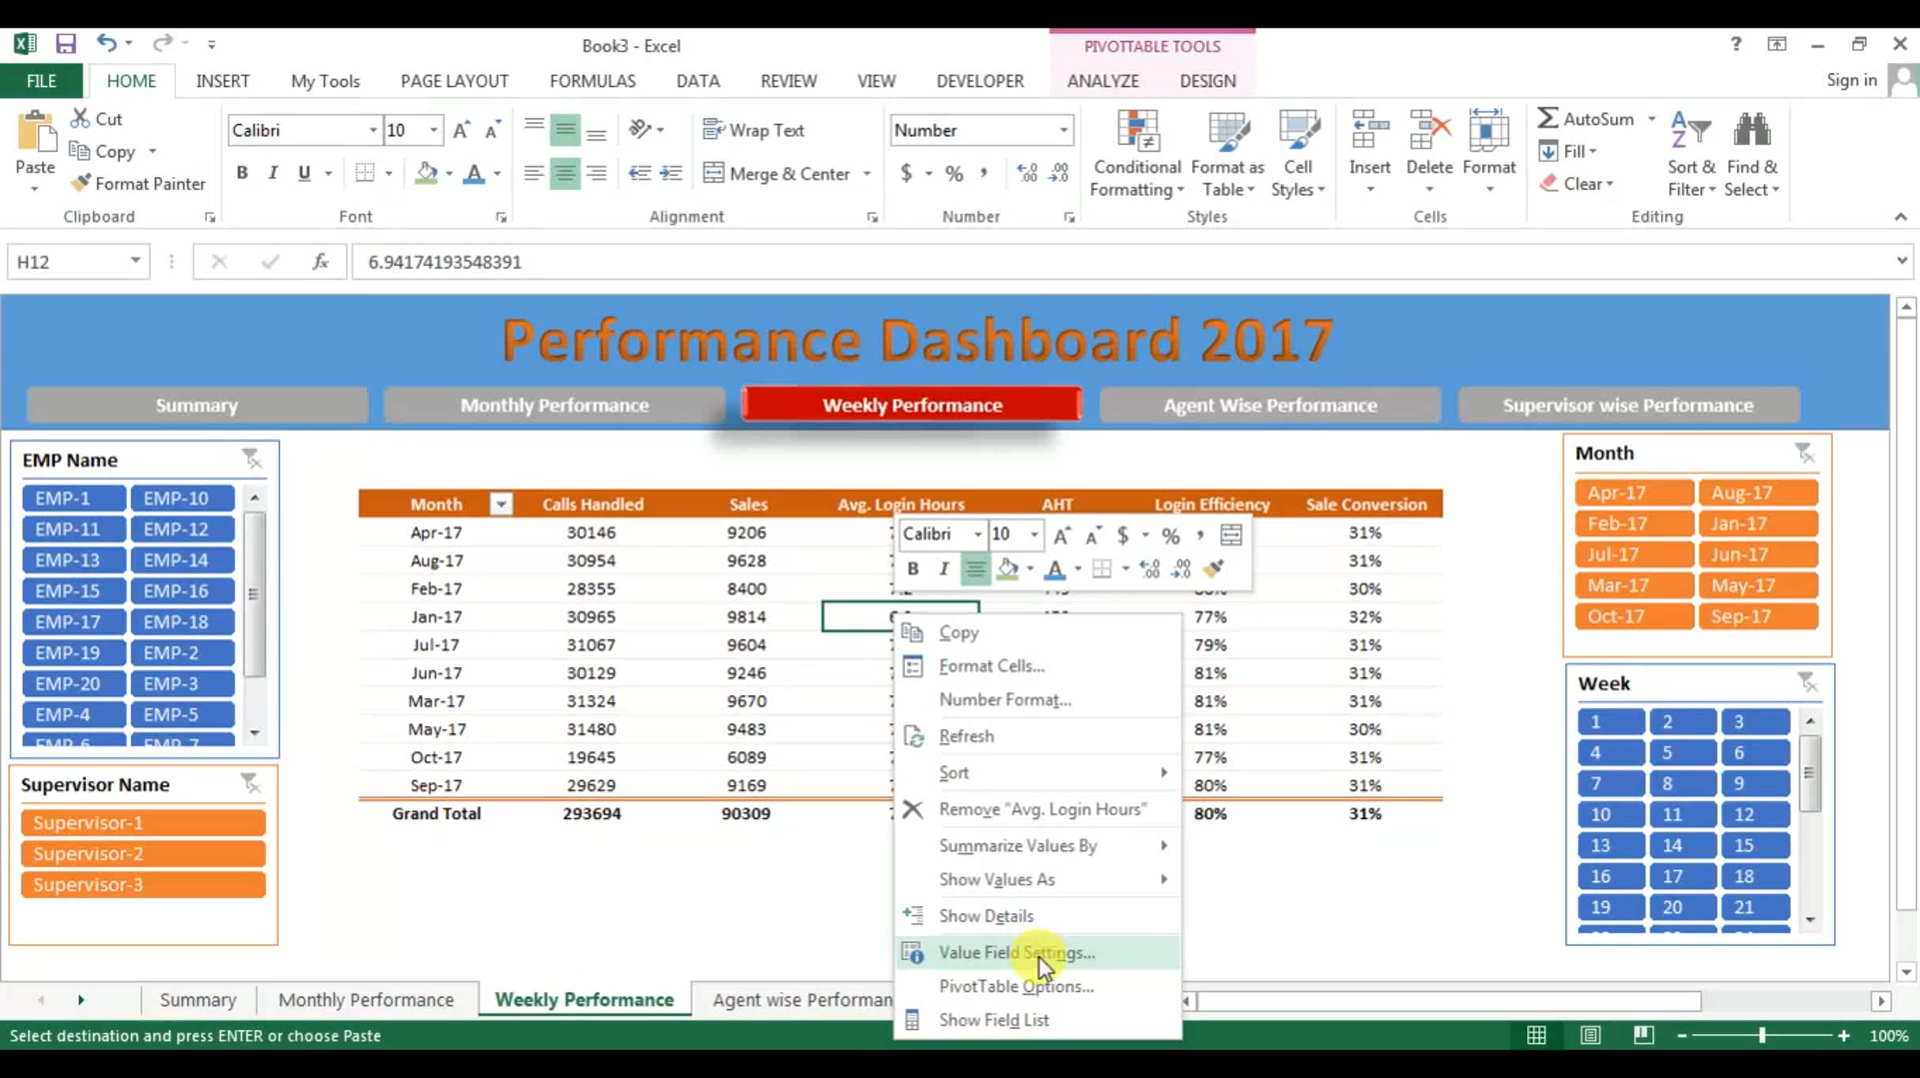 Book3 - Excel
PIVOTTABLE TOOLS
?
FILE HOME INSERT My Tools PAGE LAYOUT FORMULAS DATA REVIEW VIEW DEVELOPER ANALYZE DESIGN Sign in
Paste
Cut
Copy
Format Painter
Clipboard
Calibri 10
B I U
Font
Wrap Text
Merge & Center
Alignment
Number
$ % ,
Number
Conditional Formatting
Format as Table
Cell Styles
Styles
Insert Delete Format
Cells
AutoSum
Fill
Clear
Sort & Filter
Find & Select
Editing
H12 fx 6.94174193548391
Performance Dashboard 2017
Summary Monthly Performance Weekly Performance Agent Wise Performance Supervisor wise Performance
EMP Name
EMP-1 EMP-10
EMP-11 EMP-12
EMP-13 EMP-14
EMP-15 EMP-16
EMP-17 EMP-18
EMP-19 EMP-2
EMP-20 EMP-3
EMP-4 EMP-5
EMP-6 EMP-7
Supervisor Name
Supervisor-1
Supervisor-2
Supervisor-3
Month Calls Handled Sales Avg. Login Hours AHT Login Efficiency Sale Conversion
Apr-17 30146 9206 31%
Aug-17 30954 9628 31%
Feb-17 28355 8400 30%
Jan-17 30965 9814 77% 32%
Jul-17 31067 9604 79% 31%
Jun-17 30129 9246 81% 31%
Mar-17 31324 9670 81% 31%
May-17 31480 9483 81% 30%
Oct-17 19645 6089 77% 31%
Sep-17 29629 9169 80% 31%
Grand Total 293694 90309 80% 31%
Calibri 10 $ % ,
B I
Copy
Format Cells...
Number Format...
Refresh
Sort
Remove "Avg. Login Hours"
Summarize Values By
Show Values As
Show Details
Value Field Settings...
PivotTable Options...
Show Field List
Month
Apr-17 Aug-17
Feb-17 Jan-17
Jul-17 Jun-17
Mar-17 May-17
Oct-17 Sep-17
Week
1 2 3
4 5 6
7 8 9
10 11 12
13 14 15
16 17 18
19 20 21
Summary Monthly Performance Weekly Performance Agent wise Performan
Select destination and press ENTER or choose Paste 100%